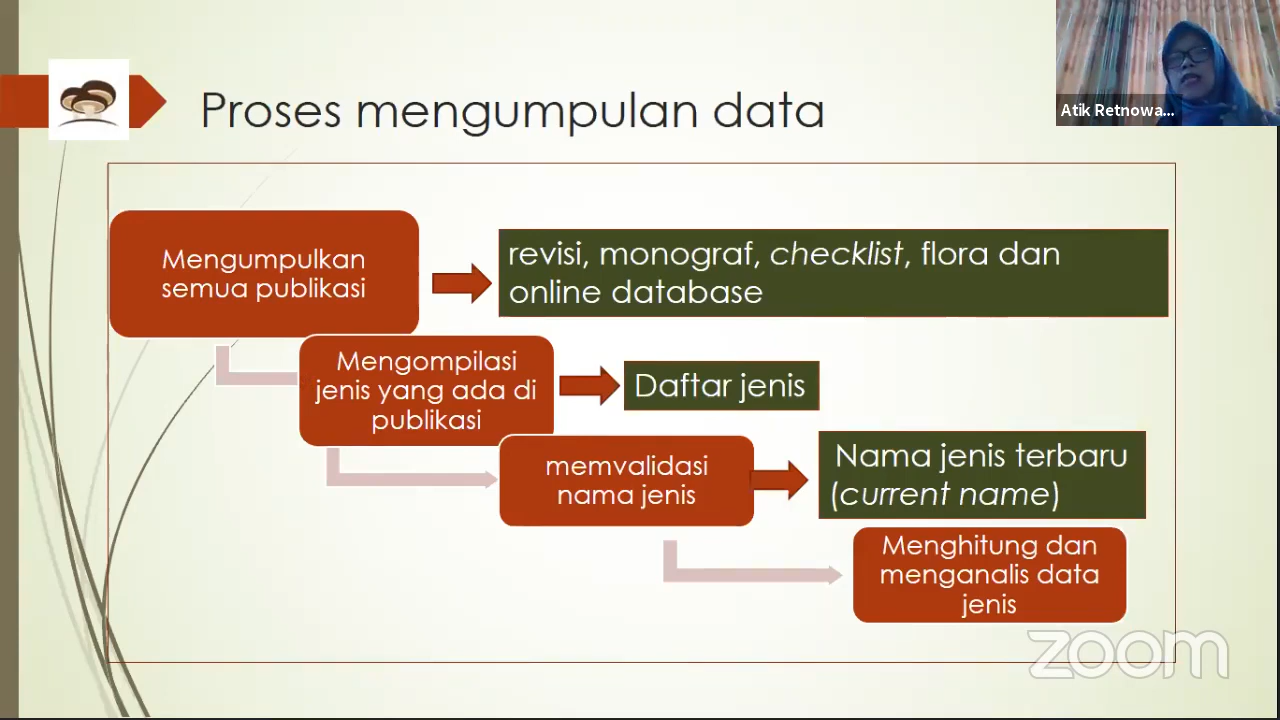 Proses mengumpulan data
Atik Retnowa...
Mengumpulkan
semua publikasi
revisi, monograf, checklist, flora dan
online database
Mengompilasi
jenis yang ada di
publikasi
Daftar jenis
memvalidasi
nama jenis
Nama jenis terbaru
(current name)
Menghitung dan
menganalis data
jenis
zoom